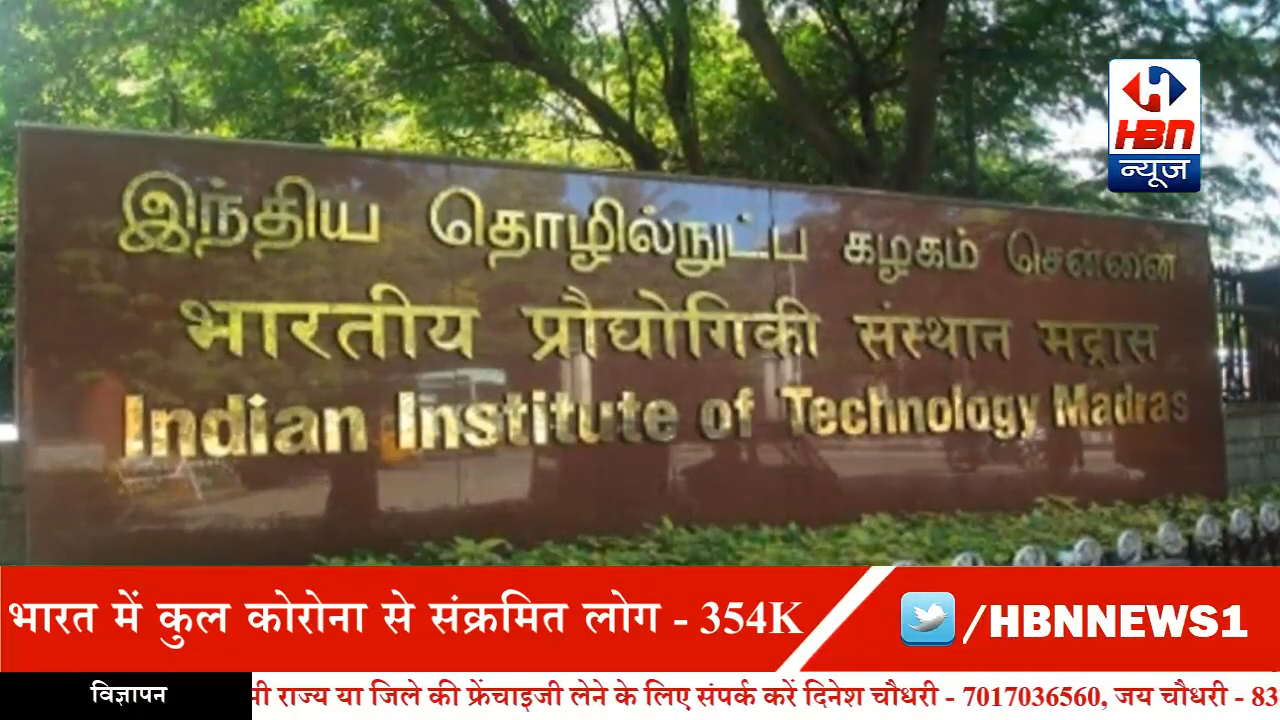 HBN
न्यूज
இந்திய தொழில்நுட்ப கழகம் சென்னை
भारतीय प्रौद्योगिकी संस्थान मद्रास
Indian Institute of Technology Madras
भारत में कुल कोरोना से संक्रमित लोग - 354K
/HBNNEWS1
विज्ञापन
राज्य या जिले की फ्रेंचाइजी लेने के लिए संपर्क करें दिनेश चौधरी - 7017036560, जय चौधरी - 83